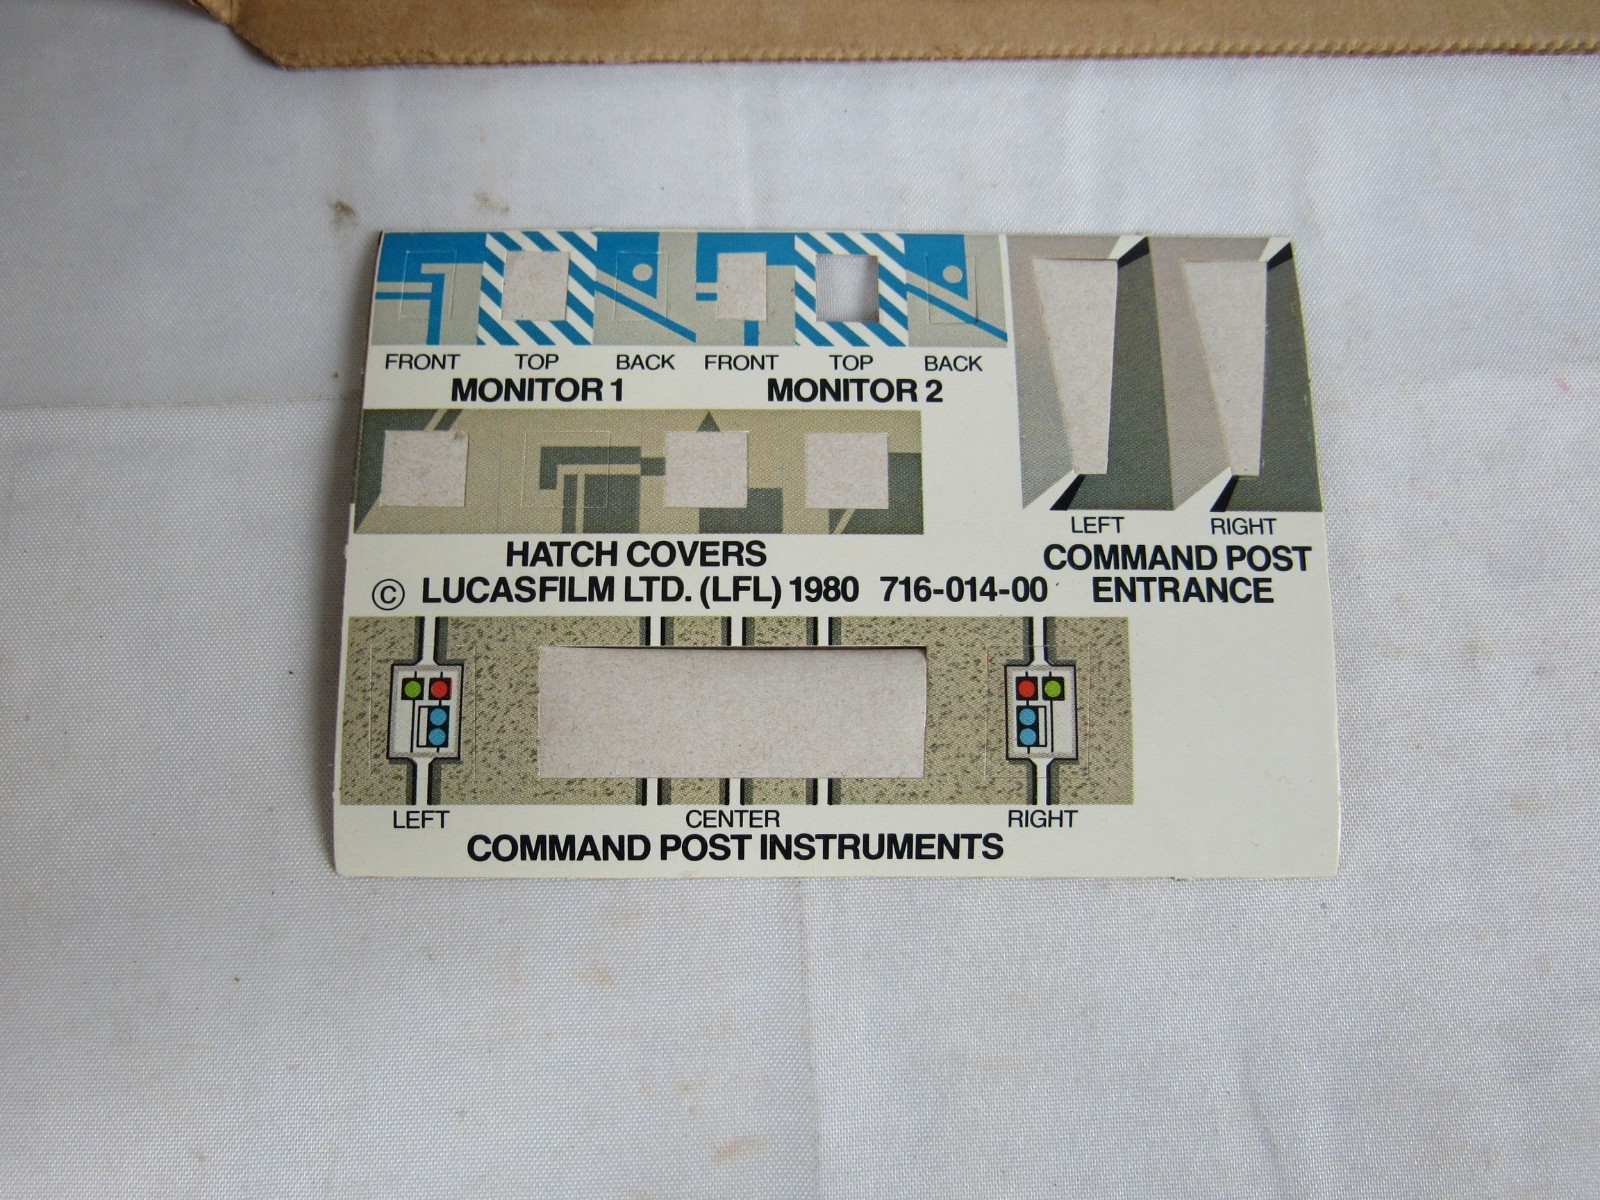 FRONT TOP BACK FRONT TOP BACK
MONITOR 1 MONITOR 2
LEFT RIGHT
HATCH COVERS
COMMAND POST
ENTRANCE
© LUCASFILM LTD. (LFL) 1980 716-014-00
LEFT CENTER RIGHT
COMMAND POST INSTRUMENTS